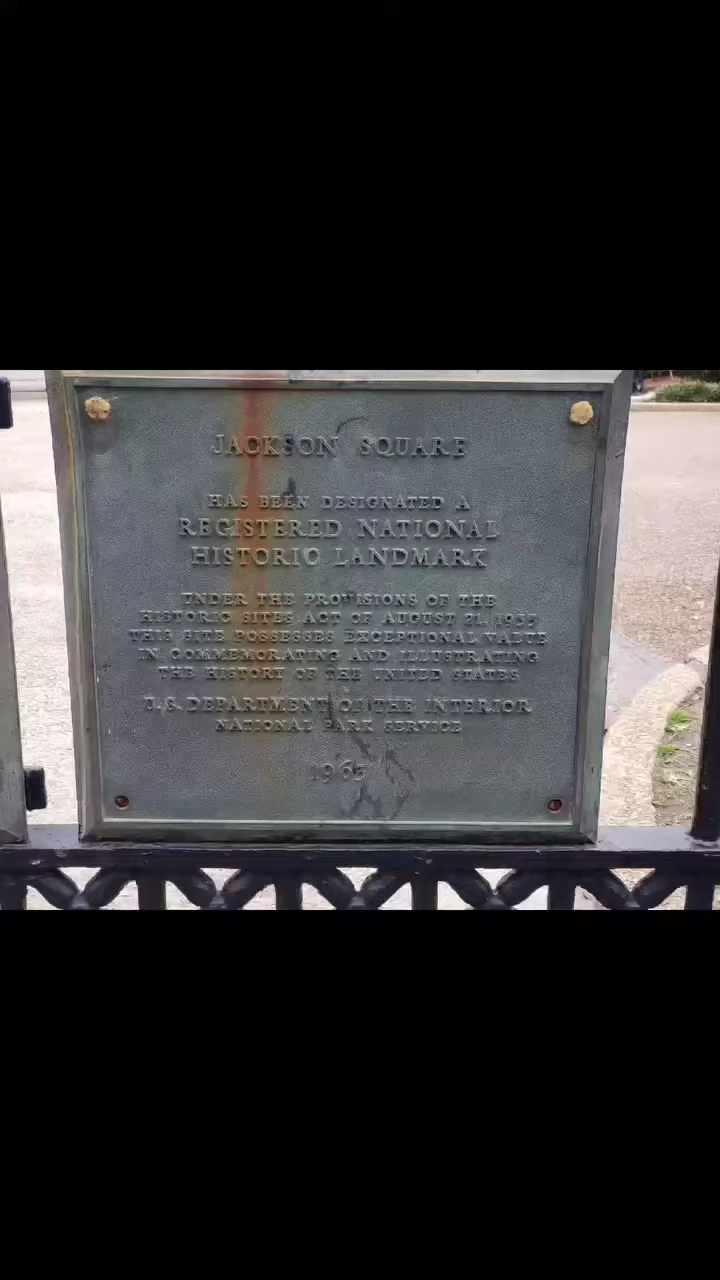 JACKSON SQUARE
HAS BEEN DESIGNATED A
REGISTERED NATIONAL
HISTORIC LANDMARK
UNDER THE PROVISIONS OF THE
HISTORIC SITES ACT OF AUGUST 21, 1935
THIS SITE POSSESSES EXCEPTIONAL VALUE
IN COMMEMORATING AND ILLUSTRATING
THE HISTORY OF THE UNITED STATES
U.S. DEPARTMENT OF THE INTERIOR
NATIONAL PARK SERVICE
1963